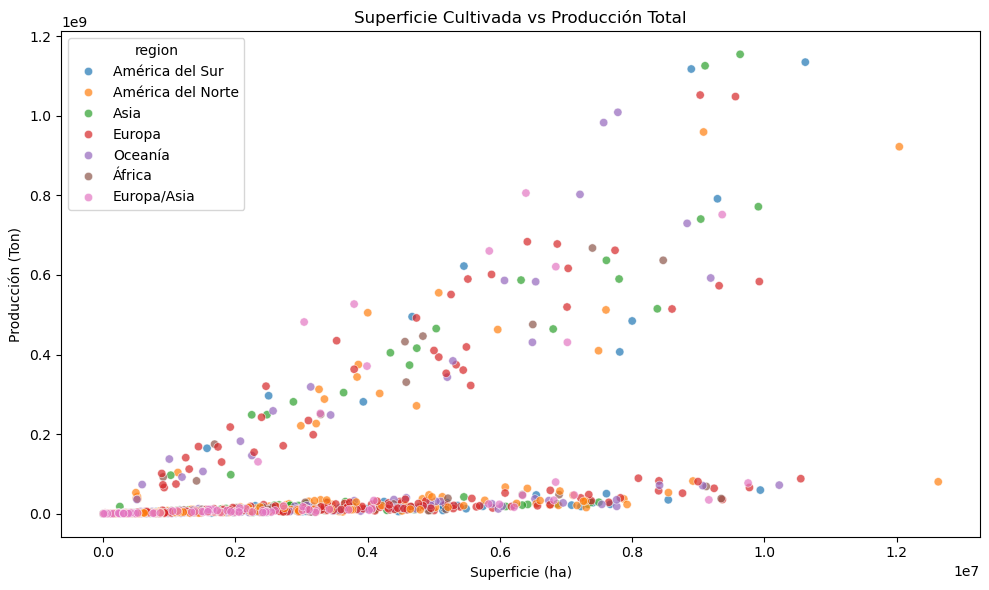 Superficie Cultivada vs Producción Total
1e9
region
América del Sur
América del Norte
Asia
Europa
Oceanía
África
Europa/Asia
Producción (Ton)
1.2
1.0
0.8
0.6
0.4
0.2
0.0
0.0 0.2 0.4 0.6 0.8 1.0 1.2
1e7
Superficie (ha)